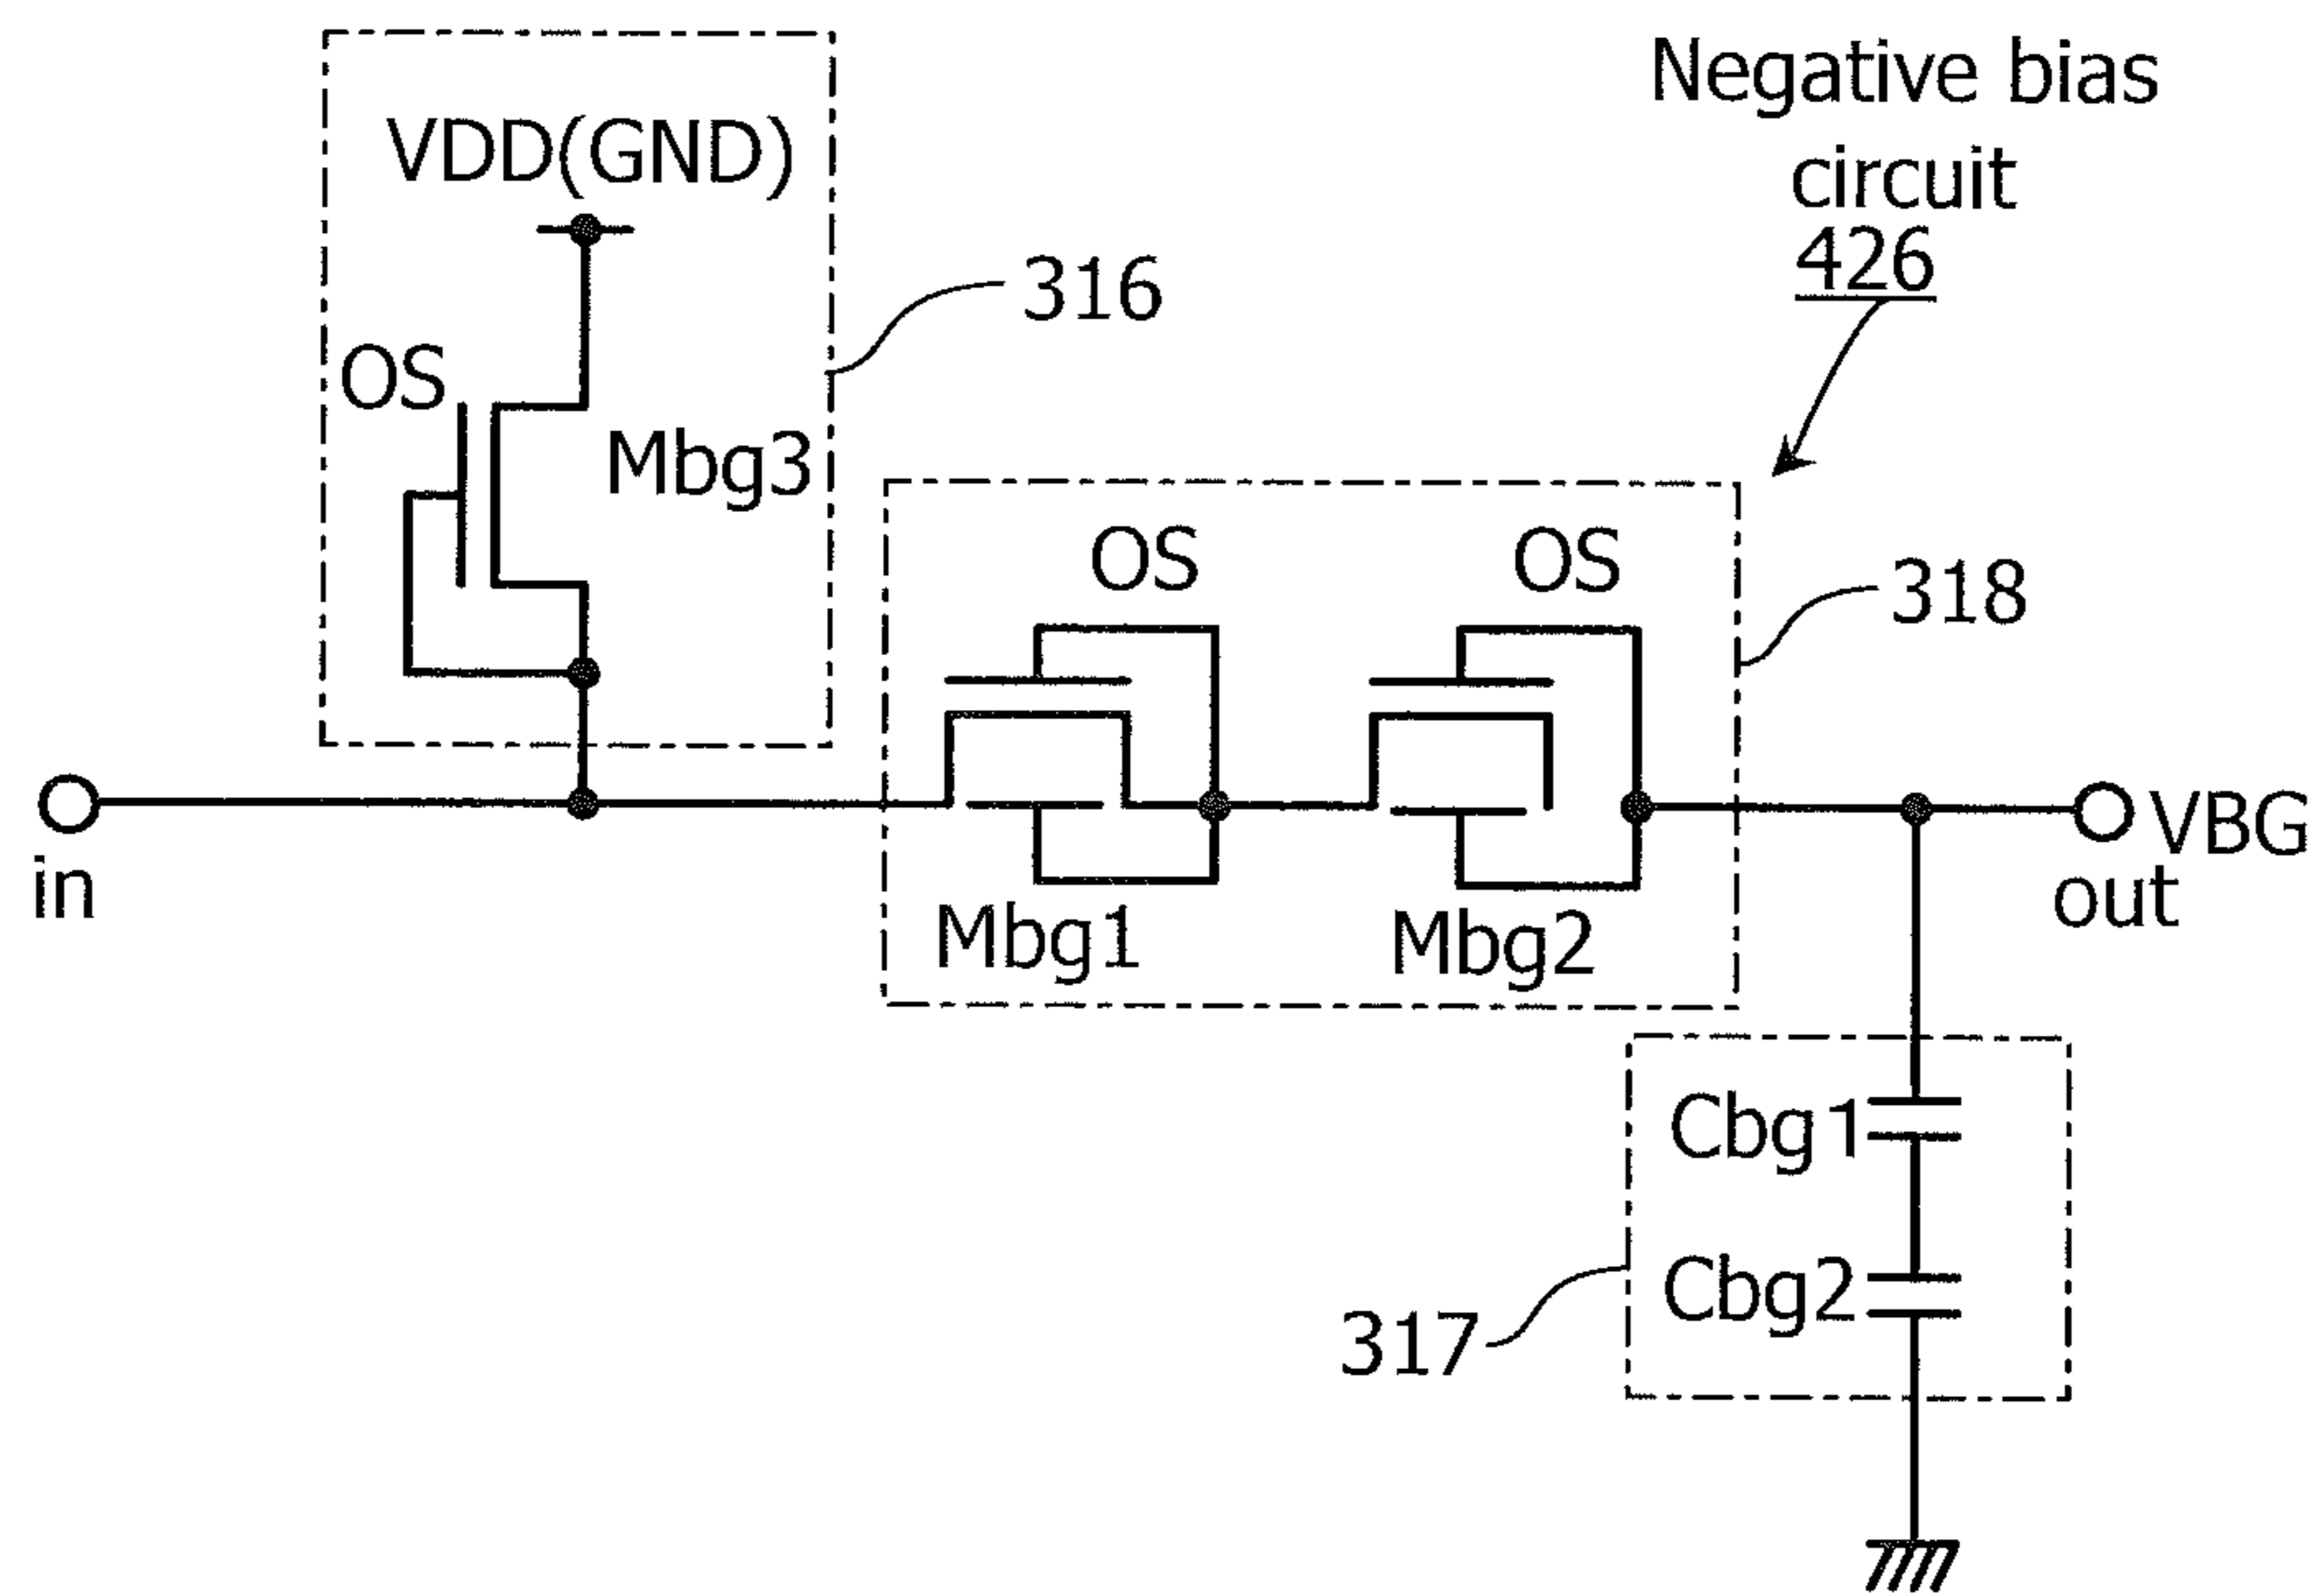 Negative bias
circuit
426
VDD(GND)
316
OS
Mbg3
OS
OS
318
in
VBG
out
Mbg1
Mbg2
Cbg1
Cbg2
317